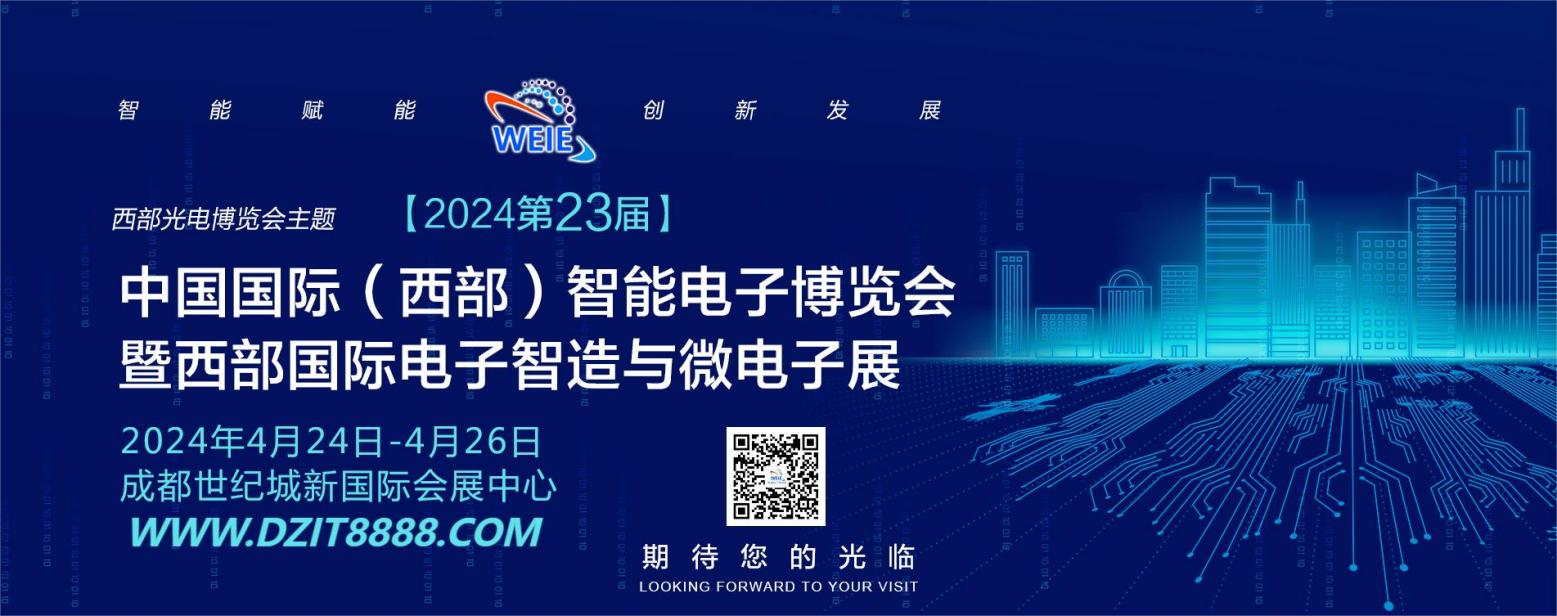 智能赋能 WEIE 创新发展
西部光电博览会主题 【2024第23届】
中国国际（西部）智能电子博览会
暨西部国际电子智造与微电子展
2024年4月24日-4月26日
成都世纪城新国际会展中心
WWW.DZIT8888.COM
期待您的光临
LOOKING FORWARD TO YOUR VISIT